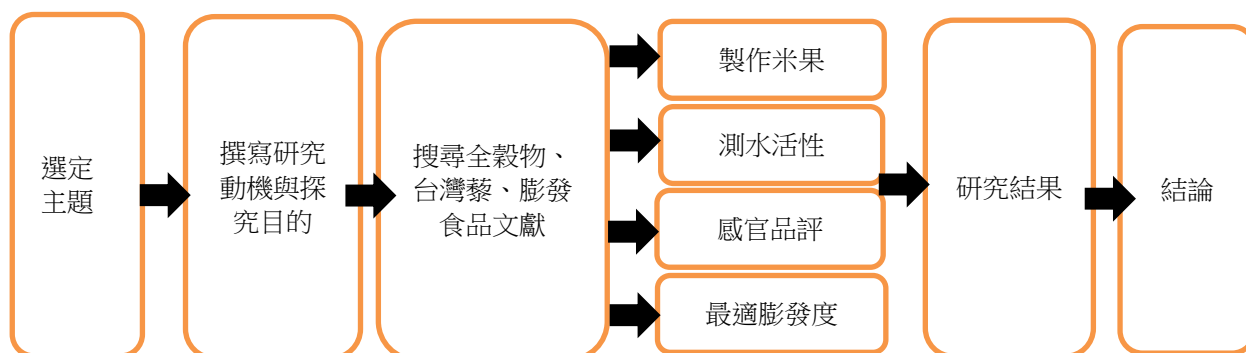 選定
主題
撰寫研究
動機與探
究目的
搜尋全穀物、
台灣藜、膨發
食品文獻
製作米果
測水活性
感官品評
最適膨發度
研究結果
結論